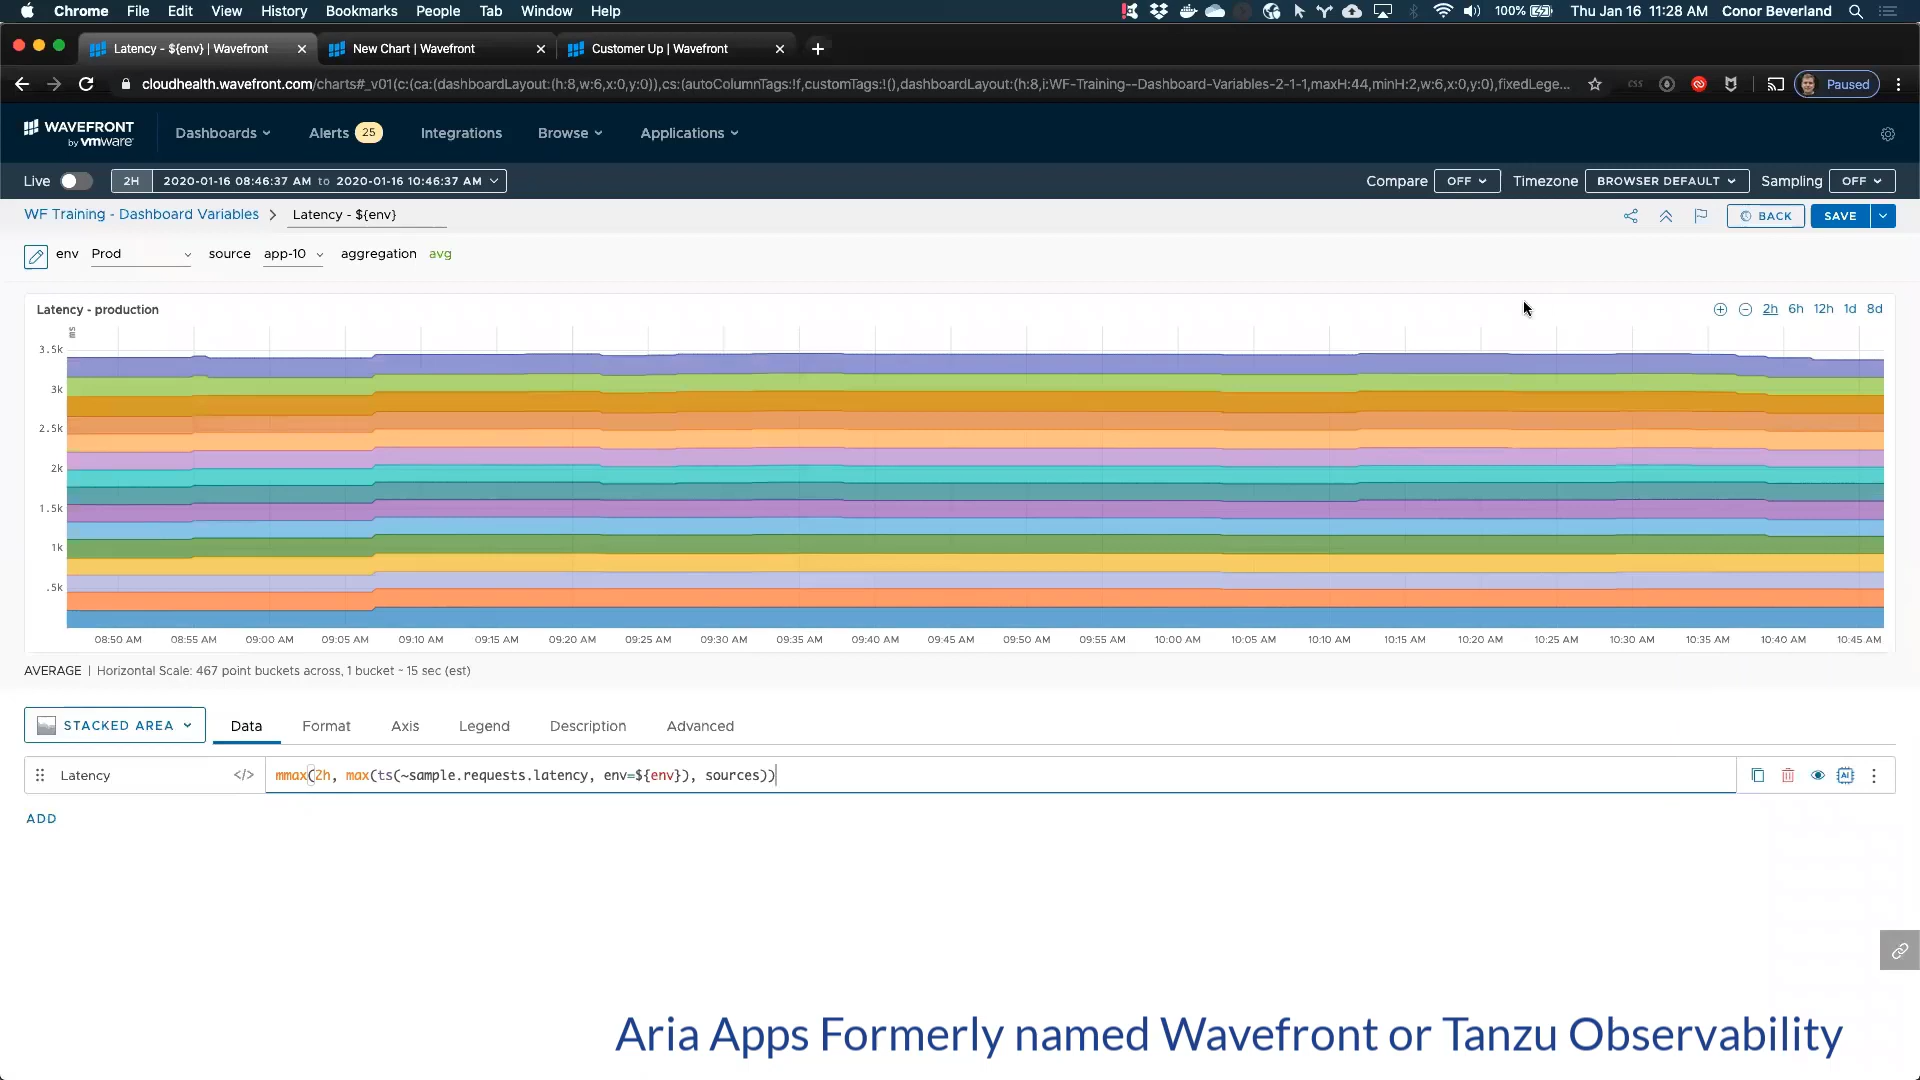 Chrome File Edit View History Bookmarks People Tab Window Help 100% Thu Jan 16 11:28 AM Conor Beverland
Latency - ${env} | Wavefront New Chart | Wavefront Customer Up | Wavefront
cloudhealth.wavefront.com/charts#_v01(c:(ca:(dashboardLayout:(h:8,w:6,x:0,y:0)),cs:(autoColumnTags:!f,customTags:!(),dashboardLayout:(h:8,i:WF-Training--Dashboard-Variables-2-1-1,maxH:44,minH:2,w:6,x:0,y:0),fixedLege... css Paused
WAVEFRONT
by vmware®
Dashboards Alerts 25 Integrations Browse Applications
Live 2H 2020-01-16 08:46:37 AM to 2020-01-16 10:46:37 AM Compare OFF Timezone BROWSER DEFAULT Sampling OFF
WF Training - Dashboard Variables > Latency - ${env} BACK SAVE
env Prod source app-10 aggregation avg
Latency - production 2h 6h 12h 1d 8d
ms
3.5k
3k
2.5k
2k
1.5k
1k
.5k
08:50 AM 08:55 AM 09:00 AM 09:05 AM 09:10 AM 09:15 AM 09:20 AM 09:25 AM 09:30 AM 09:35 AM 09:40 AM 09:45 AM 09:50 AM 09:55 AM 10:00 AM 10:05 AM 10:10 AM 10:15 AM 10:20 AM 10:25 AM 10:30 AM 10:35 AM 10:40 AM 10:45 AM
AVERAGE | Horizontal Scale: 467 point buckets across, 1 bucket ~ 15 sec (est)
STACKED AREA Data Format Axis Legend Description Advanced
Latency </> mmax(2h, max(ts(~sample.requests.latency, env=${env}), sources)) AI
ADD
Aria Apps Formerly named Wavefront or Tanzu Observability